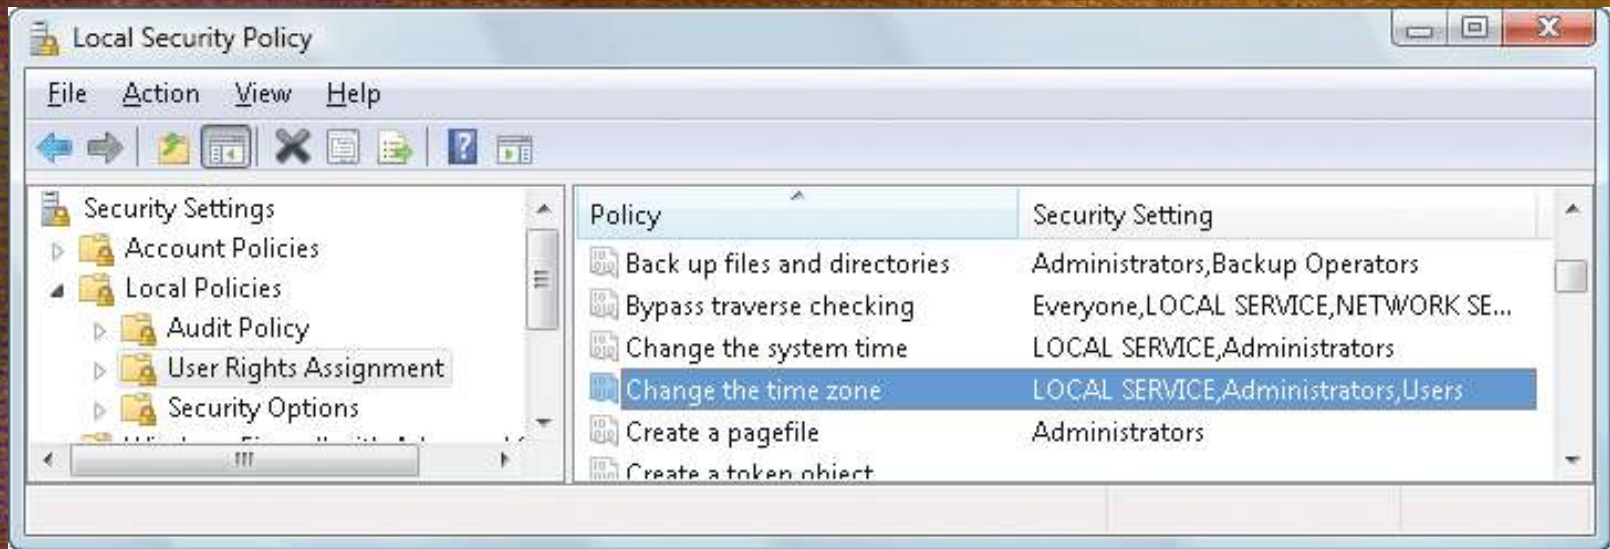 Local Security Policy
File Action View Help
Security Settings
Account Policies
Local Policies
Audit Policy
User Rights Assignment
Security Options
Policy Security Setting
Back up files and directories Administrators,Backup Operators
Bypass traverse checking Everyone,LOCAL SERVICE,NETWORK SE...
Change the system time LOCAL SERVICE,Administrators
Change the time zone LOCAL SERVICE,Administrators,Users
Create a pagefile Administrators
Create a token object